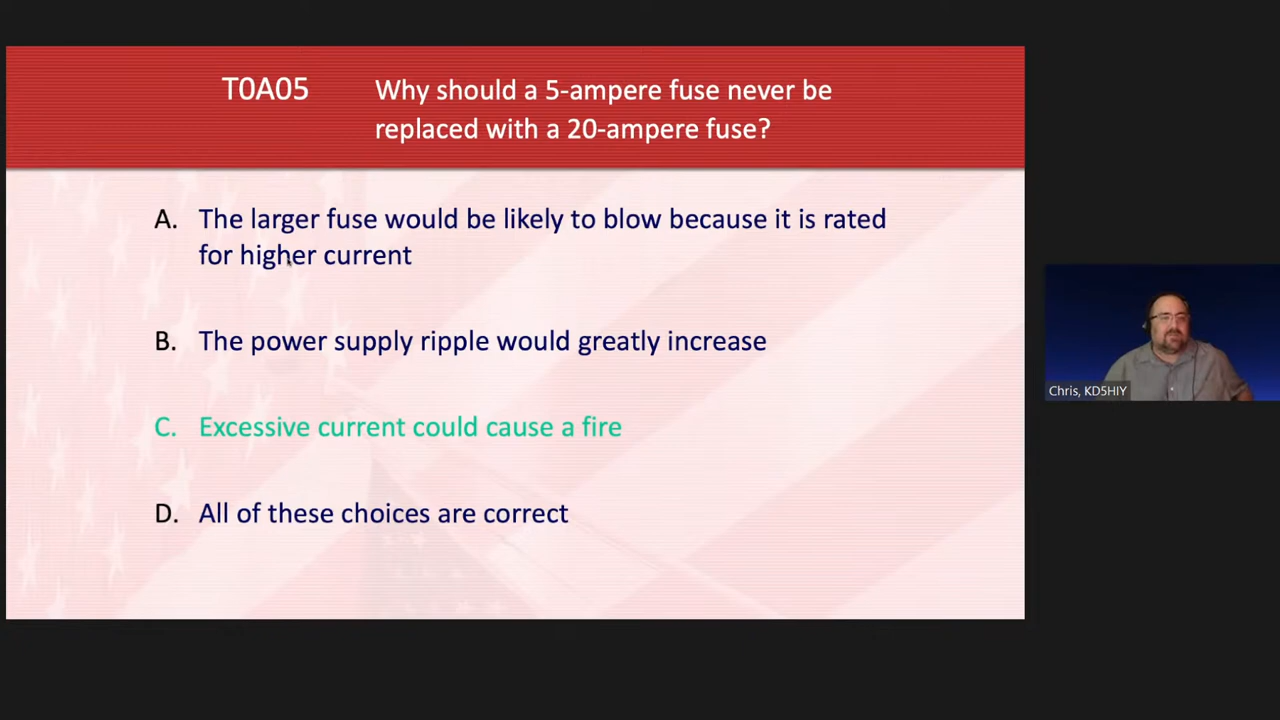 T0A05
Why should a 5-ampere fuse never be
replaced with a 20-ampere fuse?
A. The larger fuse would be likely to blow because it is rated
for higher current
B. The power supply ripple would greatly increase
C. Excessive current could cause a fire
D. All of these choices are correct
Chris, KD5HIY